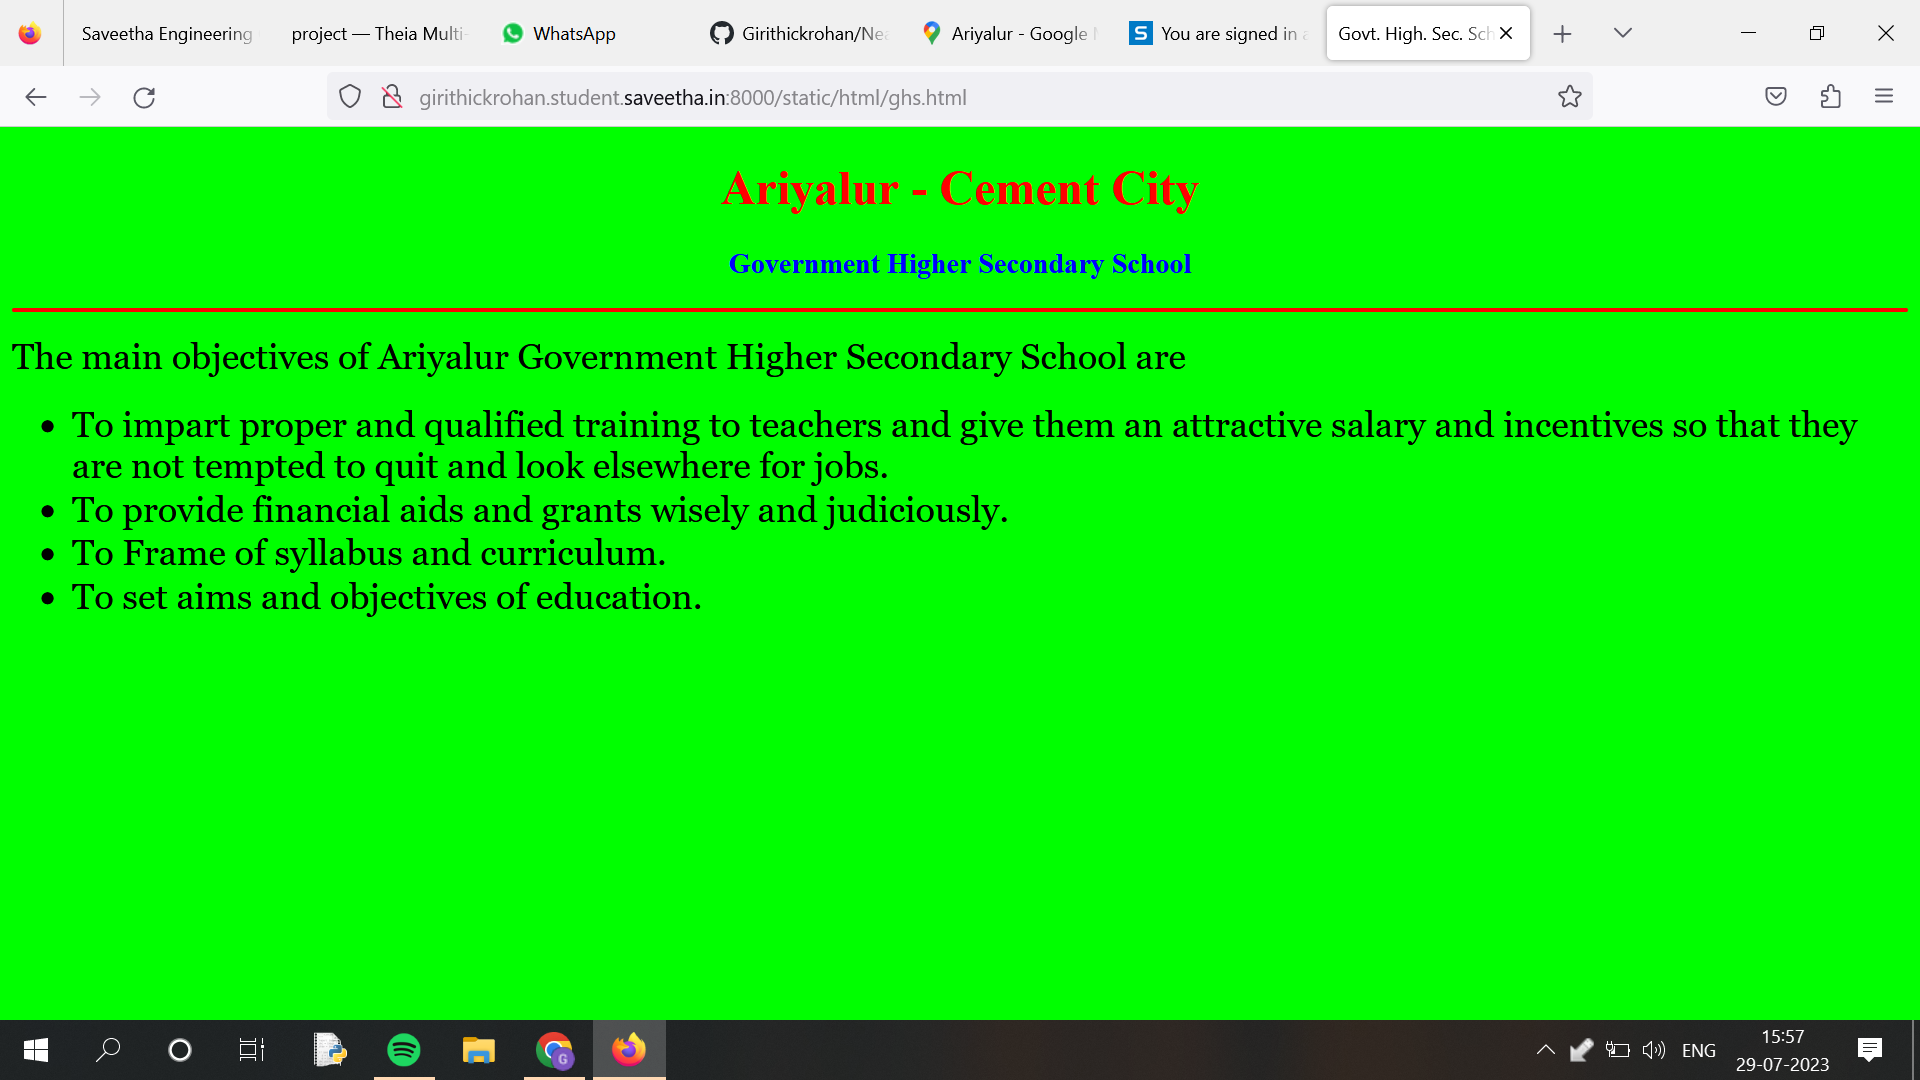 Saveetha Engineering
project — Theia Multi-
WhatsApp
Girithickrohan/Nea
Ariyalur - Google
You are signed in
Govt. High. Sec. Sch
girithickrohan.student.saveetha.in:8000/static/html/ghs.html
Ariyalur - Cement City
Government Higher Secondary School
The main objectives of Ariyalur Government Higher Secondary School are
• To impart proper and qualified training to teachers and give them an attractive salary and incentives so that they
are not tempted to quit and look elsewhere for jobs.
• To provide financial aids and grants wisely and judiciously.
• To Frame of syllabus and curriculum.
• To set aims and objectives of education.
ENG
15:57
29-07-2023